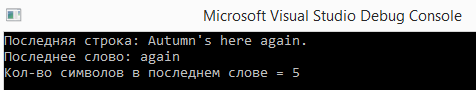 Microsoft Visual Studio Debug Console
Последняя строка: Autumn's here again.
Последнее слово: again
Кол-во символов в последнем слове = 5